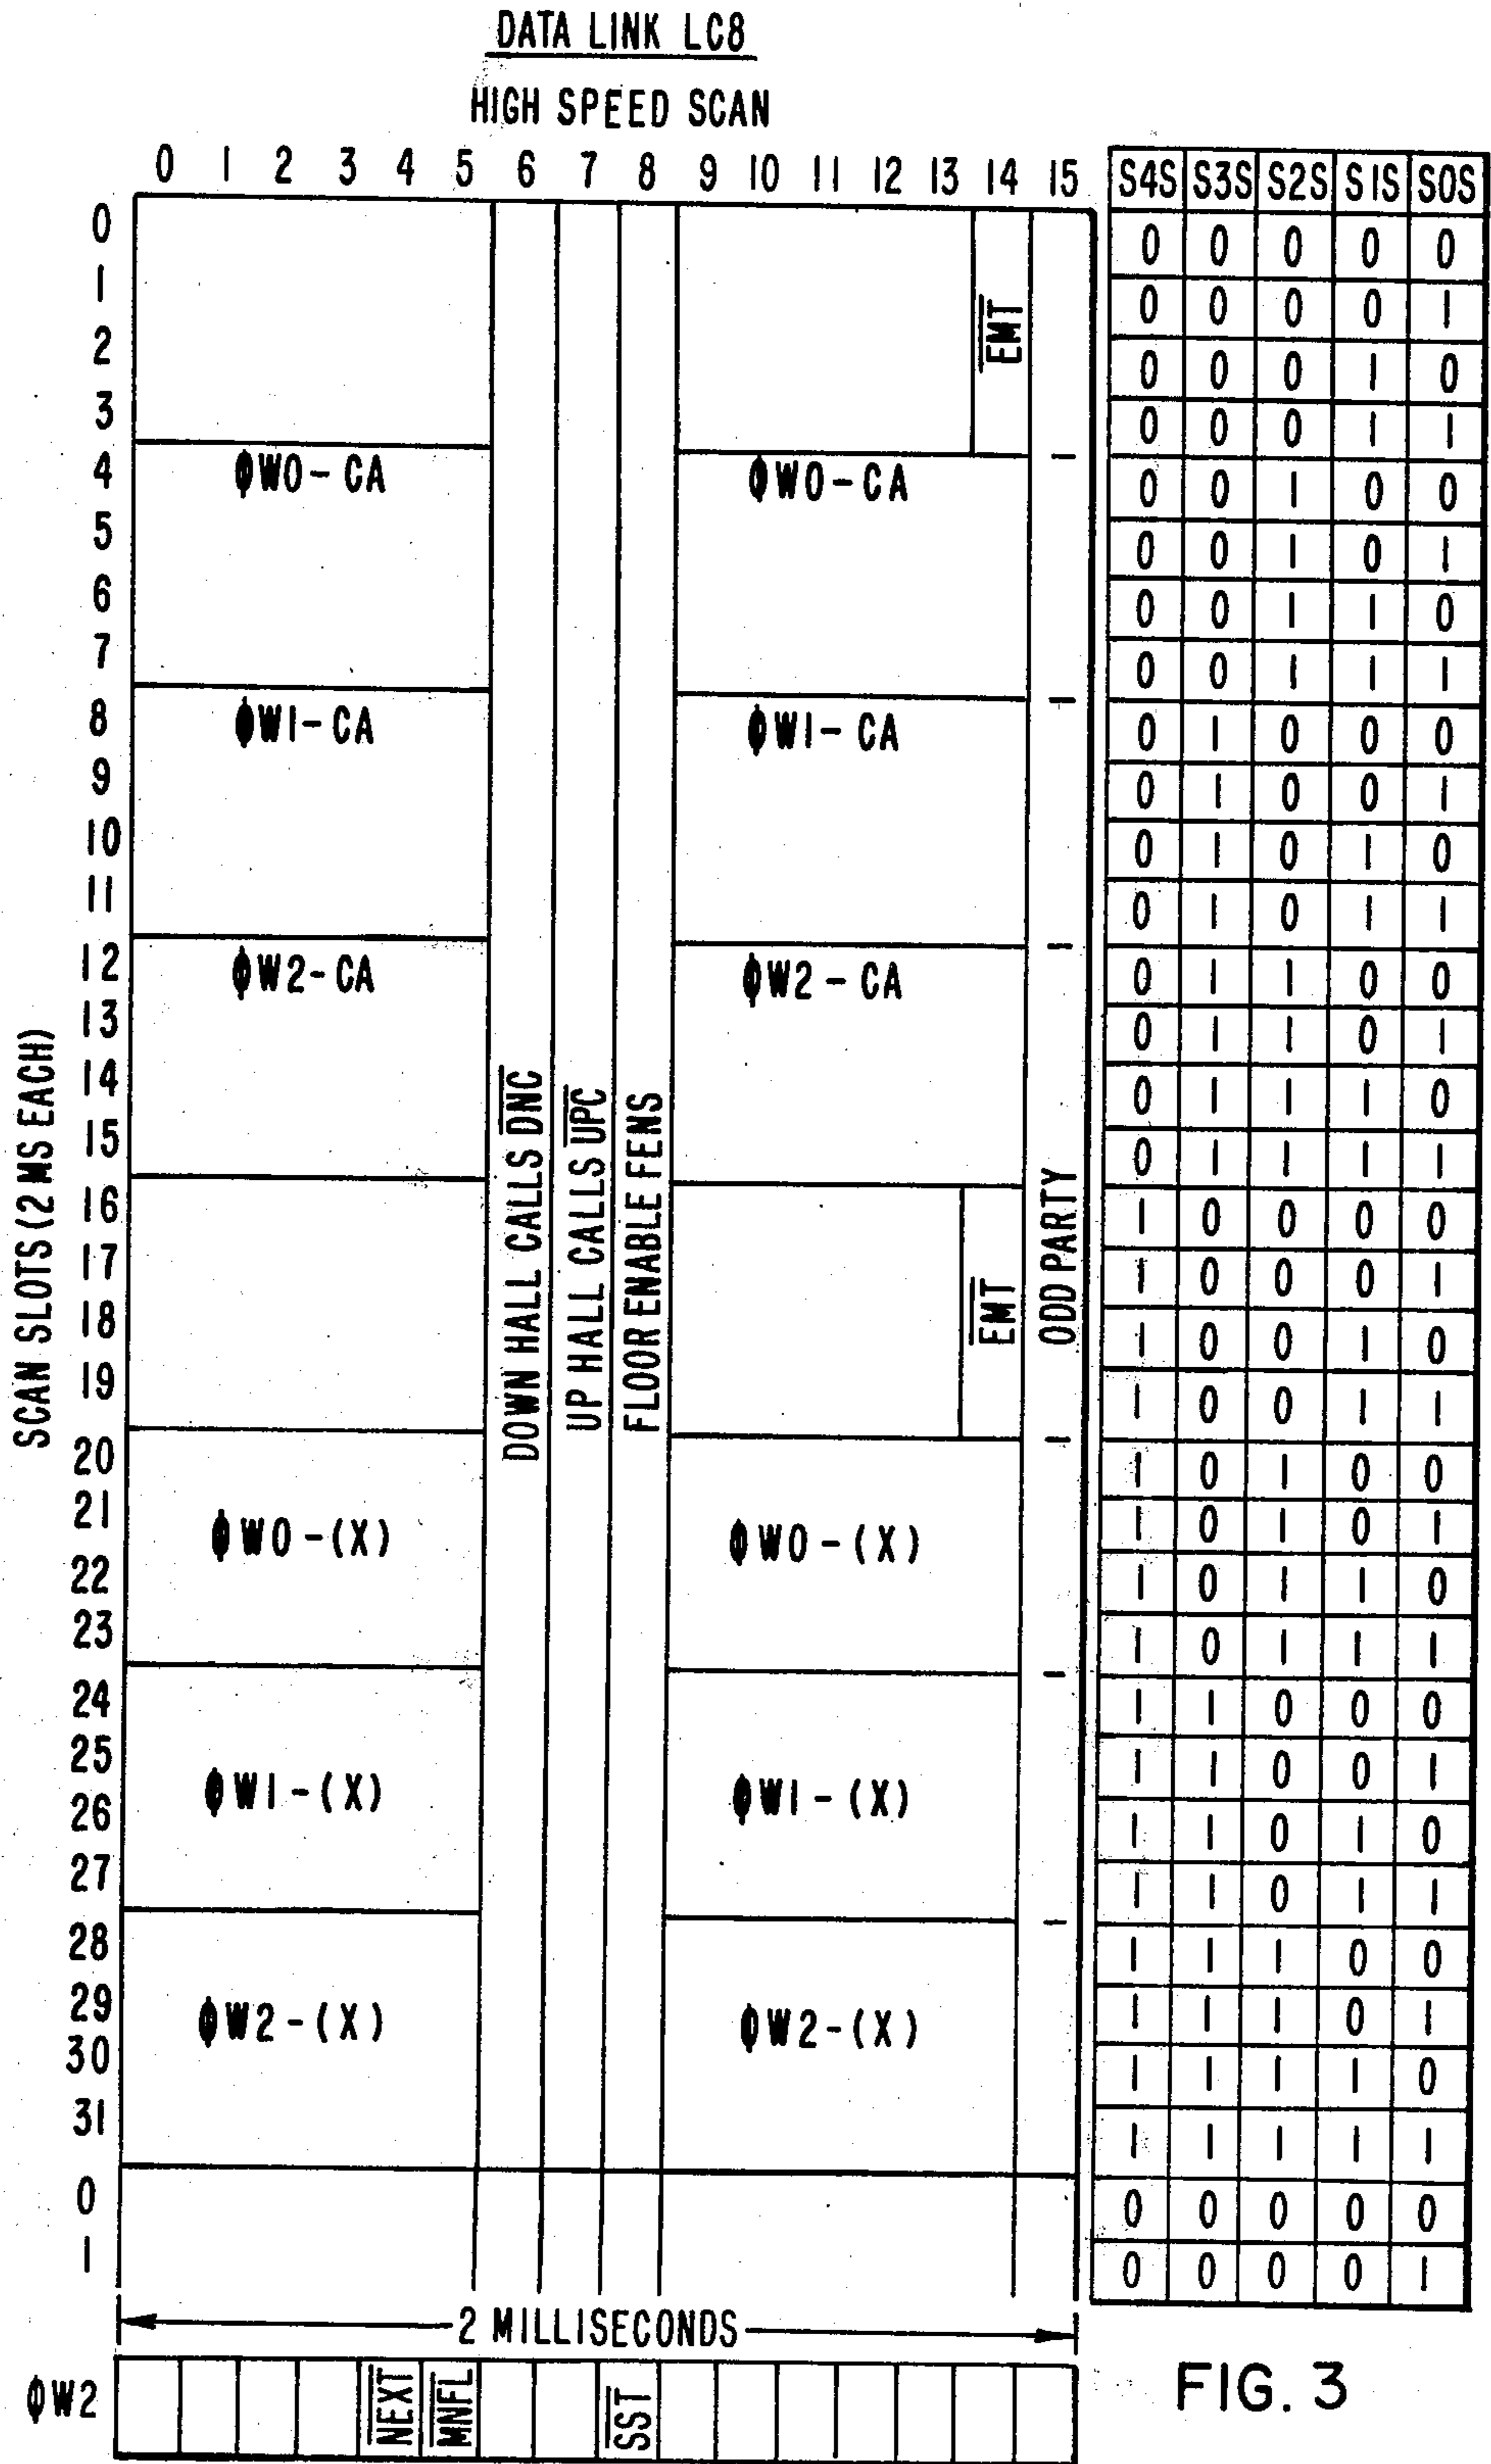 DATA LINK LC8
HIGH SPEED SCAN
0 1 2 3 4 5 6 7 8 9 10 11 12 13 14 15 S4S S3S S2S S1S S0S
0 0 0 0 0 0
1 0 0 0 0 1
2 0 0 0 1 0
3 0 0 0 1 1
EMT
4 0 0 1 0 0
ϕW0-CA ϕW0-CA
5 0 0 1 0 1
6 0 0 1 1 0
7 0 0 1 1 1
8 0 1 0 0 0
ϕW1-CA ϕW1-CA
9 0 1 0 0 1
10 0 1 0 1 0
11 0 1 0 1 1
12 0 1 1 0 0
ϕW2-CA ϕW2-CA
13 0 1 1 0 1
14 0 1 1 1 0
15 0 1 1 1 1
16 1 0 0 0 0
17 1 0 0 0 1
18 1 0 0 1 0
19 1 0 0 1 1
EMT
20 1 0 1 0 0
21 1 0 1 0 1
ϕW0-(X) ϕW0-(X)
22 1 0 1 1 0
23 1 0 1 1 1
24 1 1 0 0 0
25 1 1 0 0 1
ϕW1-(X) ϕW1-(X)
26 1 1 0 1 0
27 1 1 0 1 1
28 1 1 1 0 0
29 1 1 1 0 1
ϕW2-(X) ϕW2-(X)
30 1 1 1 1 0
31 1 1 1 1 1
0 0 0 0 0 0
1 0 0 0 0 1
SCAN SLOTS (2 MS EACH)
DOWN HALL CALLS DNC
UP HALL CALLS UPC
FLOOR ENABLE FENS
ODD PARTY
2 MILLISECONDS
ϕW2 NEXT MNFL SST
FIG. 3